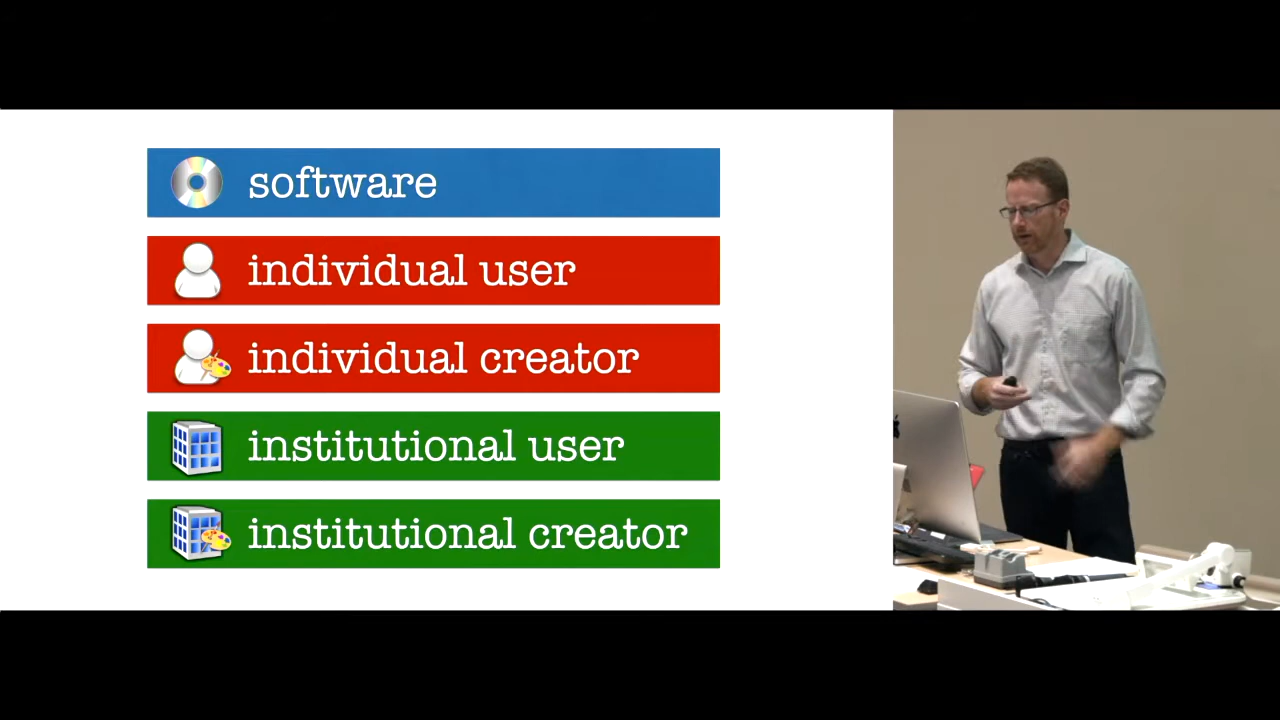 software
individual user
individual creator
institutional user
institutional creator